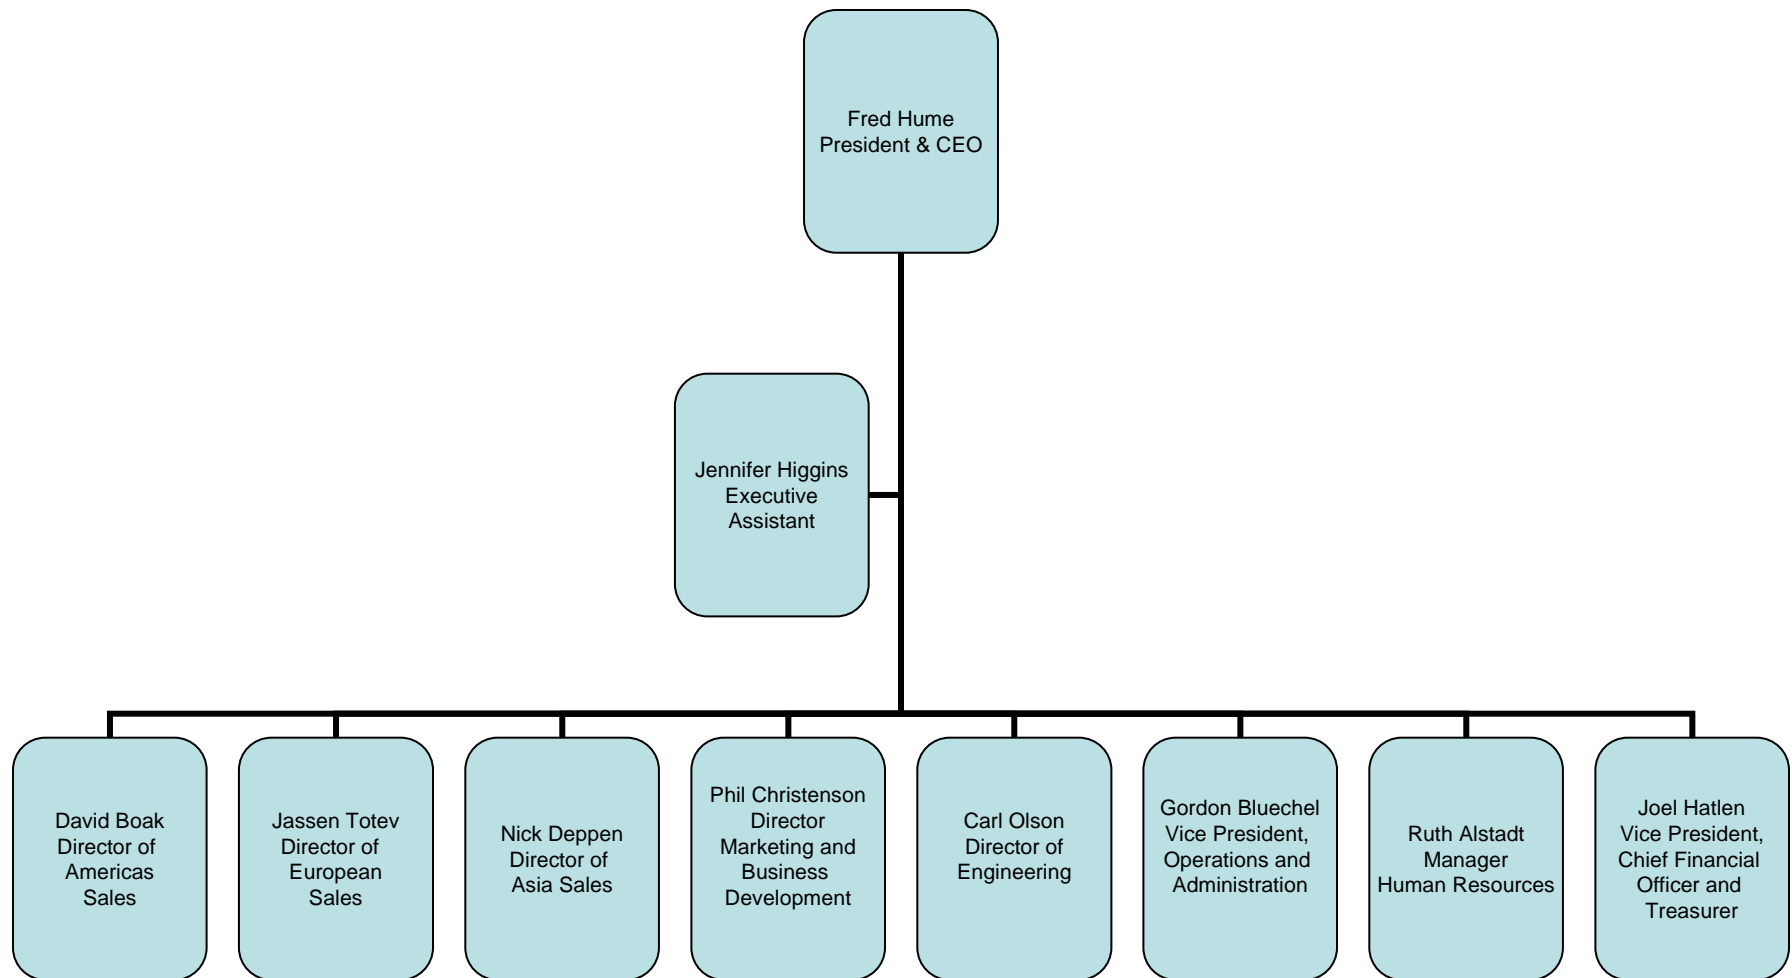 Fred Hume
President & CEO
Jennifer Higgins
Executive
Assistant
David Boak
Director of
Americas
Sales
Jassen Totev
Director of
European
Sales
Nick Deppen
Director of
Asia Sales
Phil Christenson
Director
Marketing and
Business
Development
Carl Olson
Director of
Engineering
Gordon Bluechel
Vice President,
Operations and
Administration
Ruth Alstadt
Manager
Human Resources
Joel Hatlen
Vice President,
Chief Financial
Officer and
Treasurer